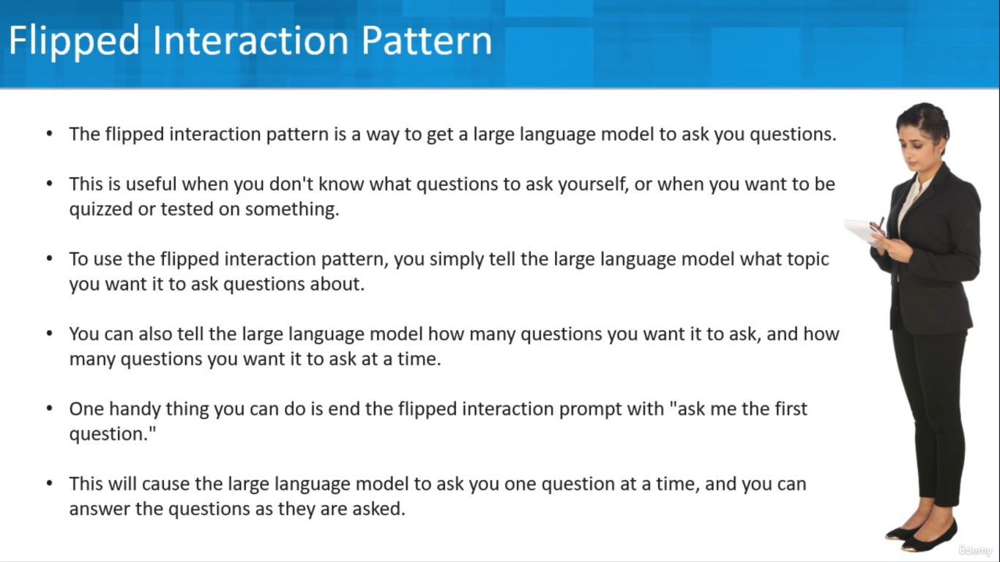 Flipped Interaction Pattern
• The flipped interaction pattern is a way to get a large language model to ask you questions.
• This is useful when you don't know what questions to ask yourself, or when you want to be
quizzed or tested on something.
• To use the flipped interaction pattern, you simply tell the large language model what topic
you want it to ask questions about.
• You can also tell the large language model how many questions you want it to ask, and how
many questions you want it to ask at a time.
• One handy thing you can do is end the flipped interaction prompt with "ask me the first
question."
• This will cause the large language model to ask you one question at a time, and you can
answer the questions as they are asked.
ûdemy